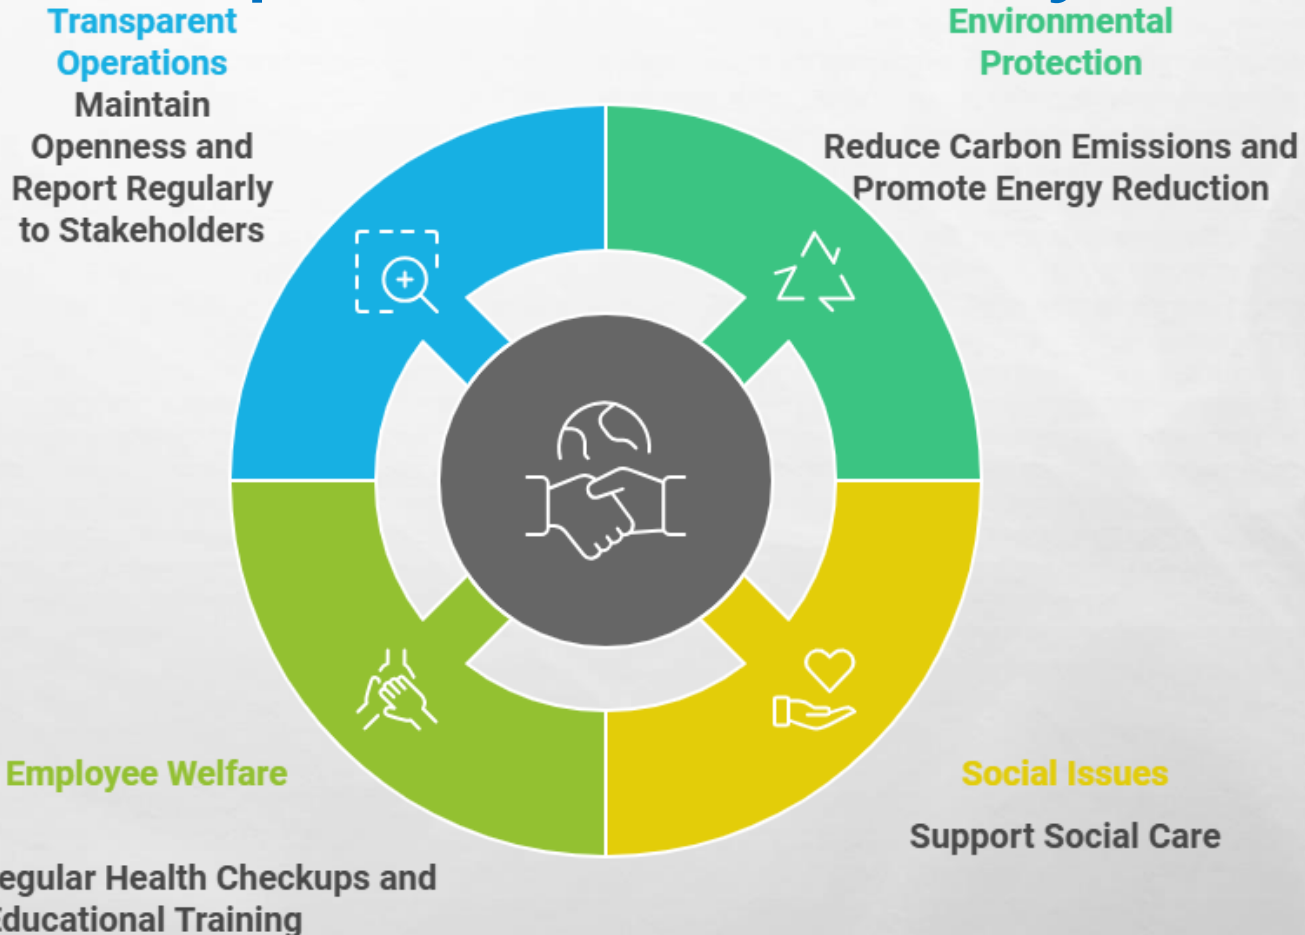 Transparent
Operations
Maintain
Openness and
Report Regularly
to Stakeholders
Environmental
Protection
Reduce Carbon Emissions and
Promote Energy Reduction
Employee Welfare
egular Health Checkups and
Educational Training
Social Issues
Support Social Care